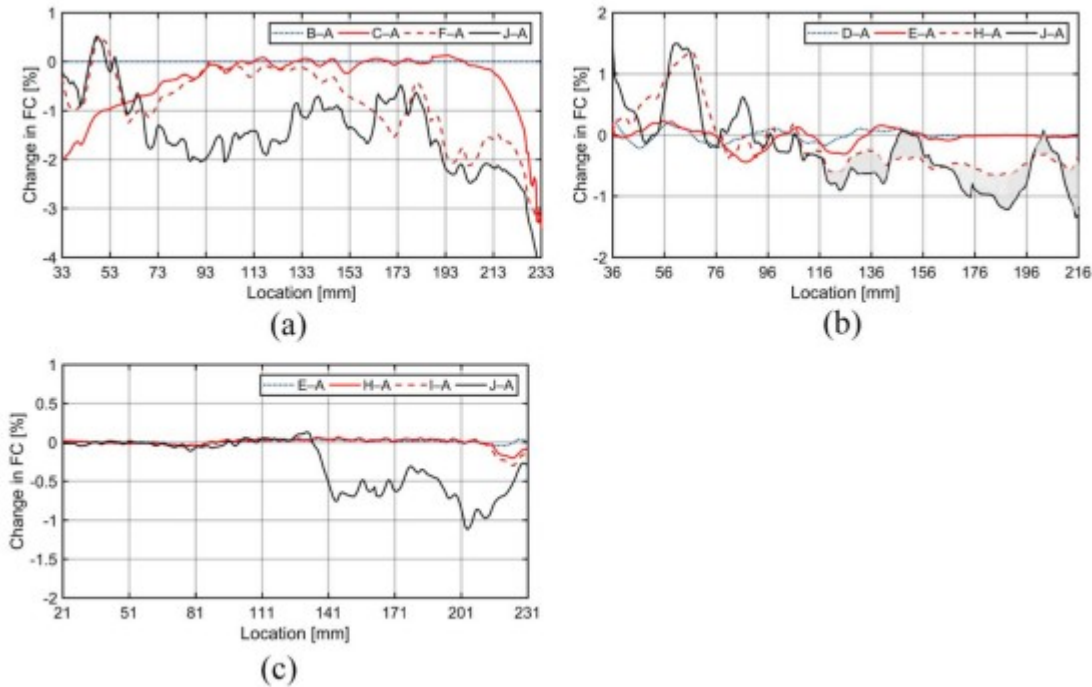 1
0
-1
-2
-3
-4
Change in FC [%]
B–A C–A F–A J–A
33 53 73 93 113 133 153 173 193 213 233
Location [mm]
(a)
2
1
0
-1
-2
Change in FC [%]
D–A E–A H–A J–A
36 56 76 96 116 136 156 176 196 216
Location [mm]
(b)
1
0.5
0
-0.5
-1
-1.5
-2
Change in FC [%]
E–A H–A I–A J–A
21 51 81 111 141 171 201 231
Location [mm]
(c)